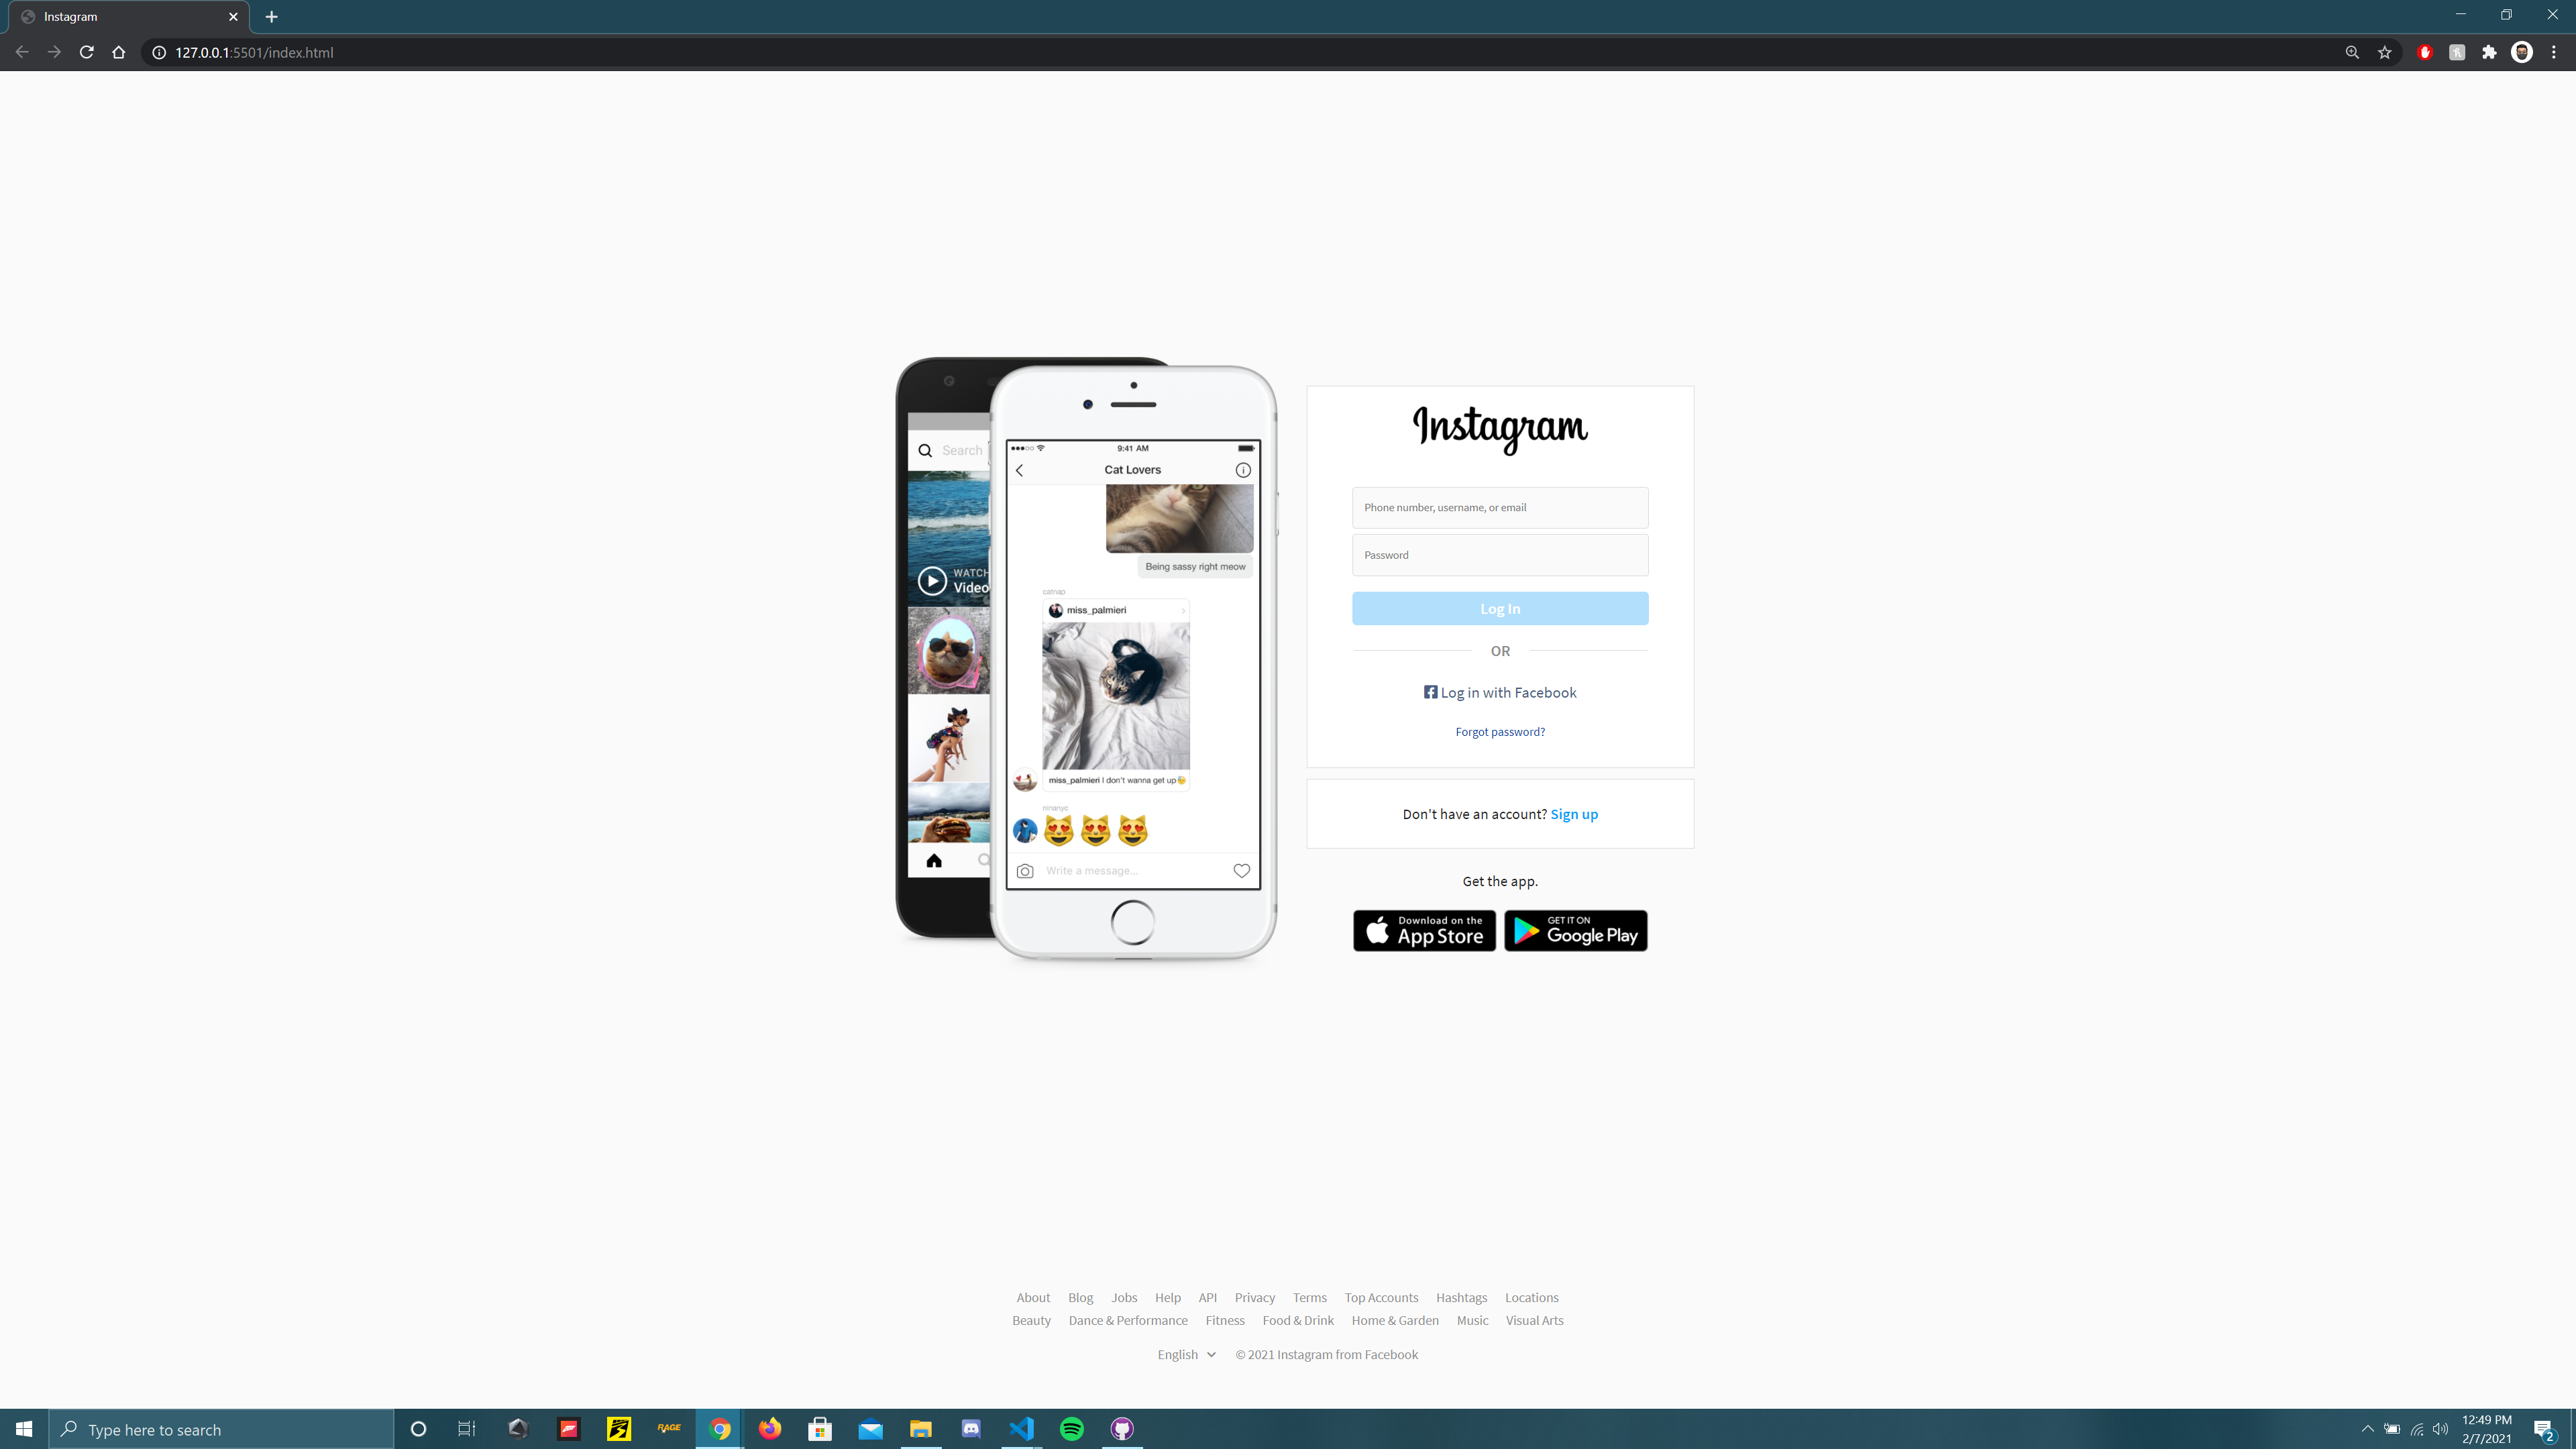 Instagram
127.0.0.1:5501/index.html
Search
WATCH
Video
9:41 AM
Cat Lovers
Being sassy right meow
catnap
miss_palmieri
miss_palmieri I don't wanna get up
ninanyc
Write a message...
Instagram
Phone number, username, or email
Password
Log In
OR
Log in with Facebook
Forgot password?
Don't have an account? Sign up
Get the app.
Download on the
App Store
GET IT ON
Google Play
About Blog Jobs Help API Privacy Terms Top Accounts Hashtags Locations
Beauty Dance & Performance Fitness Food & Drink Home & Garden Music Visual Arts
English © 2021 Instagram from Facebook
Type here to search
RAGE
12:49 PM
2/7/2021
2